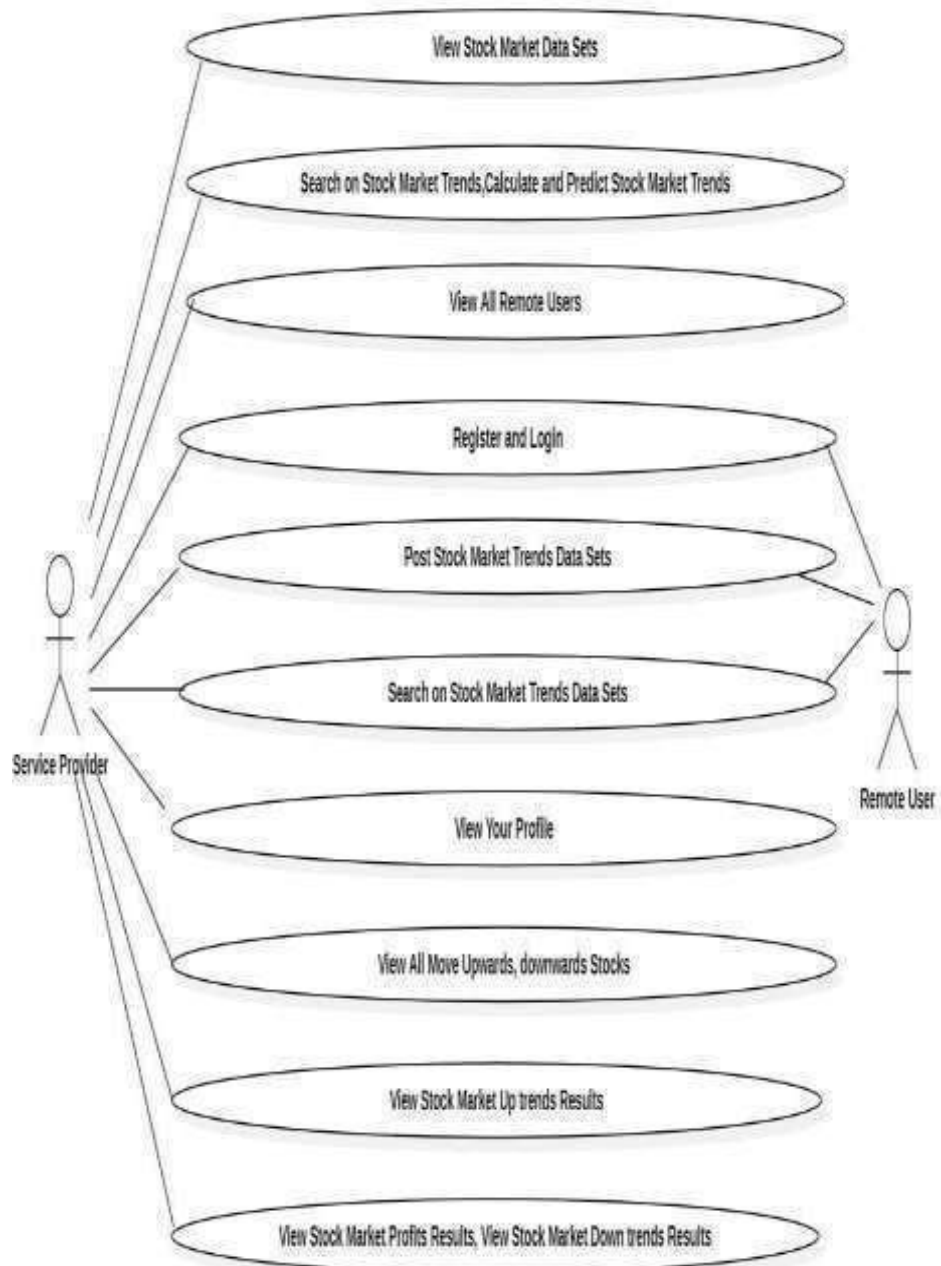 View Stock Market Data Sets
Search on Stock Market Trends,Calculate and Predict Stock Market Trends
View All Remote Users
Register and Login
Post Stock Market Trends Data Sets
Search on Stock Market Trends Data Sets
Service Provider
Remote User
View Your Profile
View All Move Upwards, downwards Stocks
View Stock Market Up trends Results
View Stock Market Profits Results, View Stock Market Down trends Results